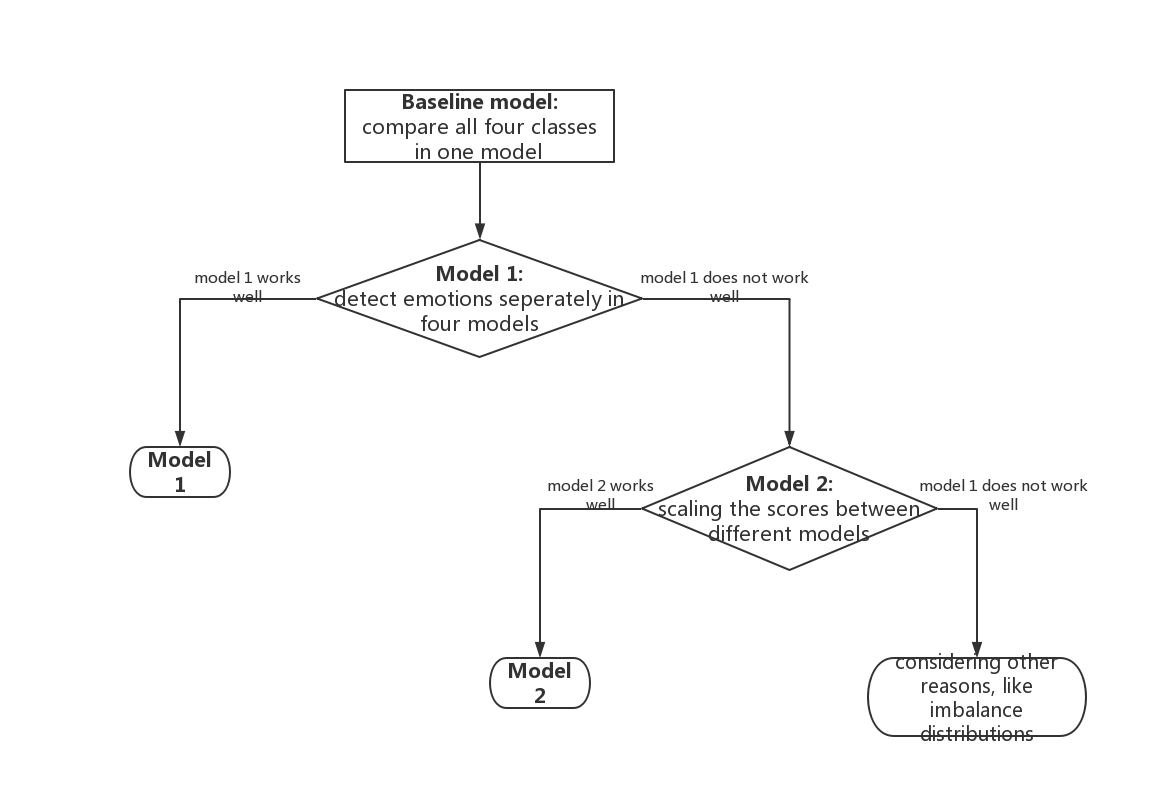 Baseline model:
compare all four classes
in one model
model 1 works
well
Model 1:
detect emotions seperately in
four models
model 1 does not work
well
Model
1
model 2 works
well
Model 2:
scaling the scores between
different models
model 1 does not work
well
Model
2
considering other
reasons, like
imbalance
distributions